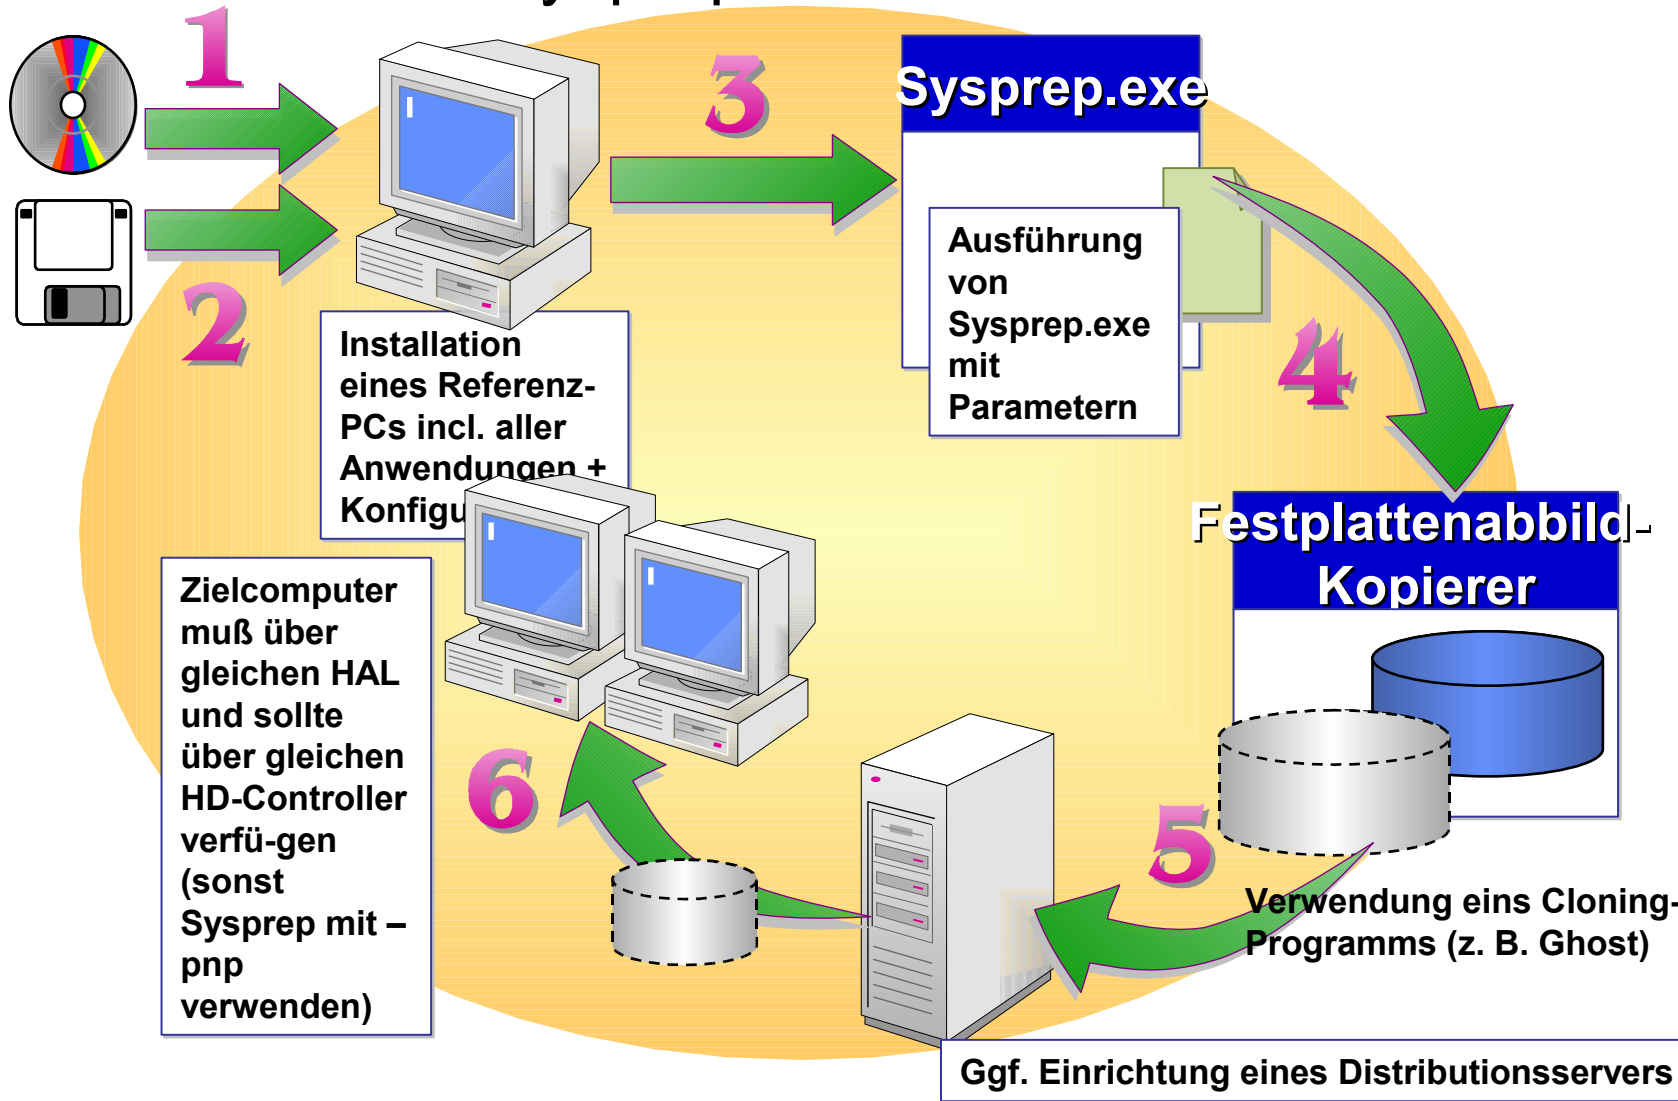 1
2
3
Sysprep.exe
Ausführung
von
Sysprep.exe
mit
Parametern
Installation
eines Referenz-
PCs incl. aller
Anwendungen +
4
Festplattenabbild-
Kopierer
Zielcomputer
muß über
gleichen HAL
und sollte
über gleichen
HD-Controller
verfü-gen
(sonst
Sysprep mit –
pnp
verwenden)
6
5
Verwendung eins Cloning-
Programms (z. B. Ghost)
Ggf. Einrichtung eines Distributionsservers